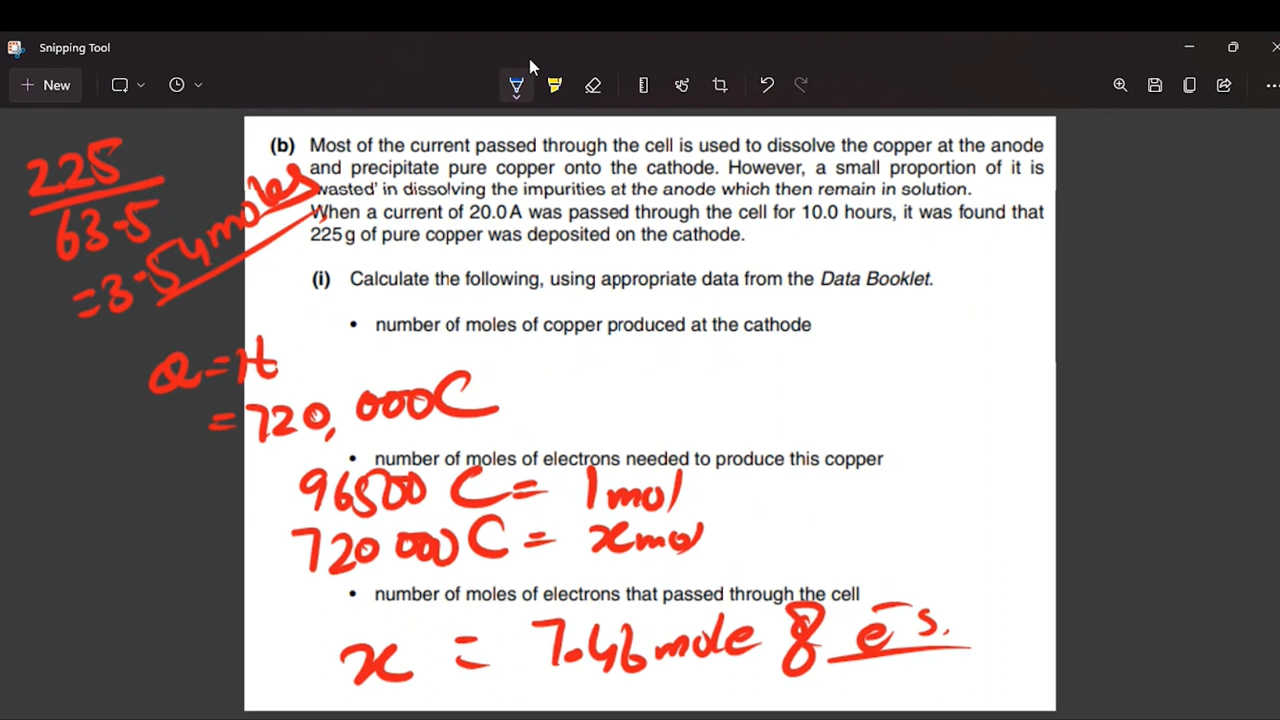 Snipping Tool
New
(b) Most of the current passed through the cell is used to dissolve the copper at the anode
and precipitate pure copper onto the cathode. However, a small proportion of it is
'wasted' in dissolving the impurities at the anode which then remain in solution.
When a current of 20.0 A was passed through the cell for 10.0 hours, it was found that
225 g of pure copper was deposited on the cathode.
225
63.5
= 3.54 moles
(i) Calculate the following, using appropriate data from the Data Booklet.
• number of moles of copper produced at the cathode
Q = It
= 720,000C
• number of moles of electrons needed to produce this copper
96500 C = 1 mol
720 000 C = x mol
• number of moles of electrons that passed through the cell
x = 7.46 mole 8 e⁻s.